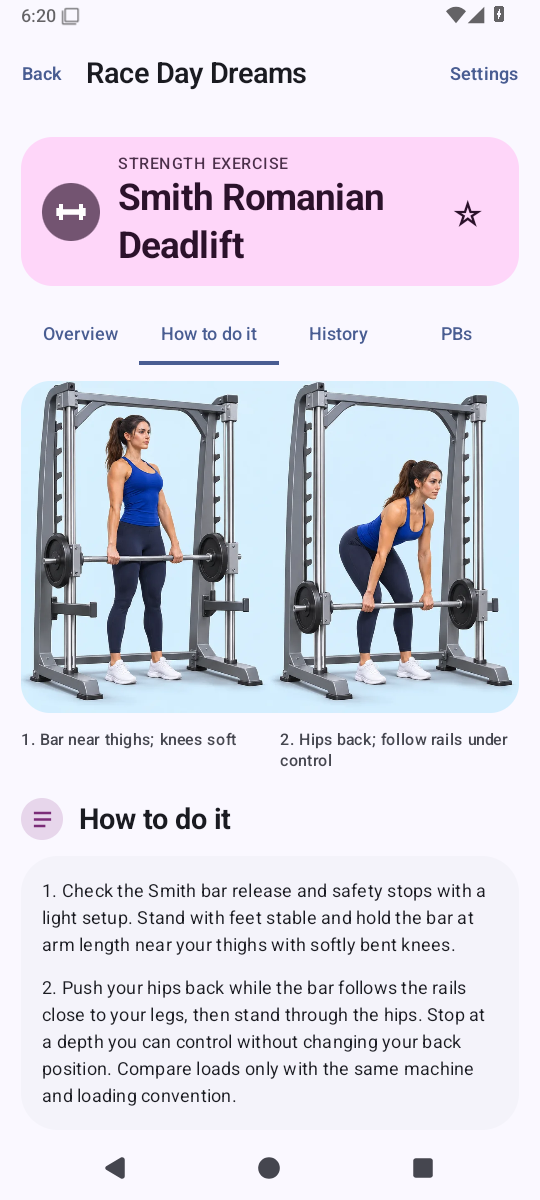 6:20
Back Race Day Dreams Settings
STRENGTH EXERCISE
Smith Romanian
Deadlift
Overview How to do it History PBs
1. Bar near thighs; knees soft
2. Hips back; follow rails under
control
How to do it
1. Check the Smith bar release and safety stops with a
light setup. Stand with feet stable and hold the bar at
arm length near your thighs with softly bent knees.
2. Push your hips back while the bar follows the rails
close to your legs, then stand through the hips. Stop at
a depth you can control without changing your back
position. Compare loads only with the same machine
and loading convention.